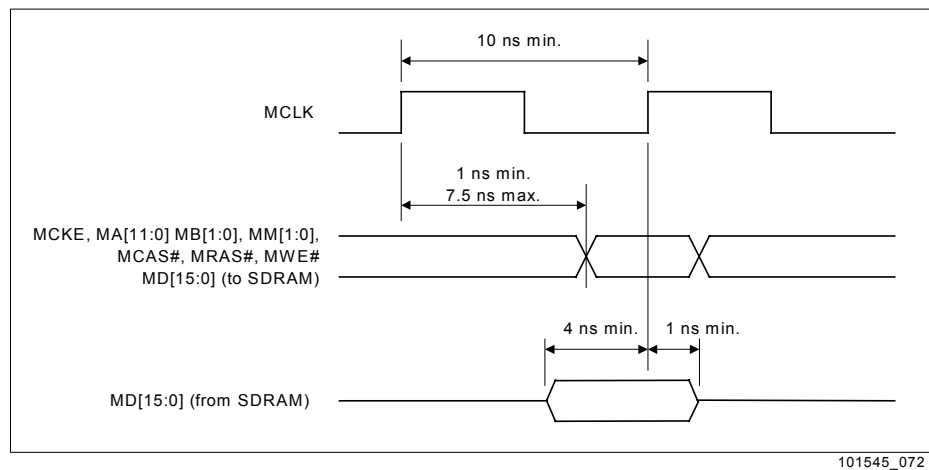 10 ns min.
MCLK
1 ns min.
7.5 ns max.
MCKE, MA[11:0] MB[1:0], MM[1:0],
MCAS#, MRAS#, MWE#
MD[15:0] (to SDRAM)
4 ns min.
1 ns min.
MD[15:0] (from SDRAM)
101545_072